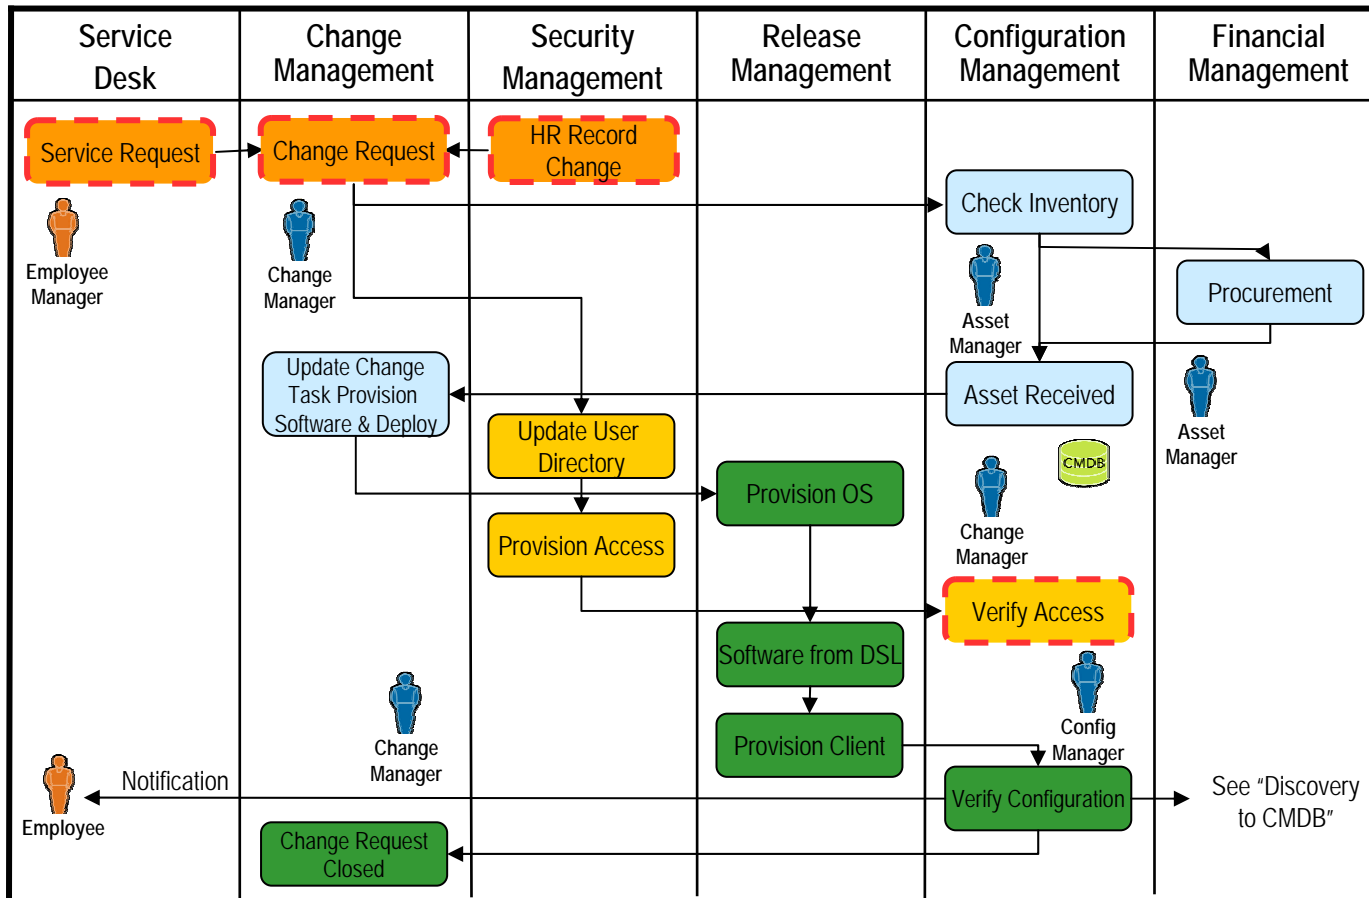 Service
Desk
Change
Management
Security
Management
Release
Management
Configuration
Management
Financial
Management
Service Request
Change Request
HR Record
Change
Check Inventory
Employee
Manager
Change
Manager
Asset
Manager
Procurement
Update Change
Task Provision
Software & Deploy
Asset Received
Asset
Manager
Update User
Directory
CMDB
Provision OS
Change
Manager
Provision Access
Verify Access
Software from DSL
Change
Manager
Provision Client
Config
Manager
Notification
Employee
Verify Configuration
See “Discovery
to CMDB”
Change Request
Closed